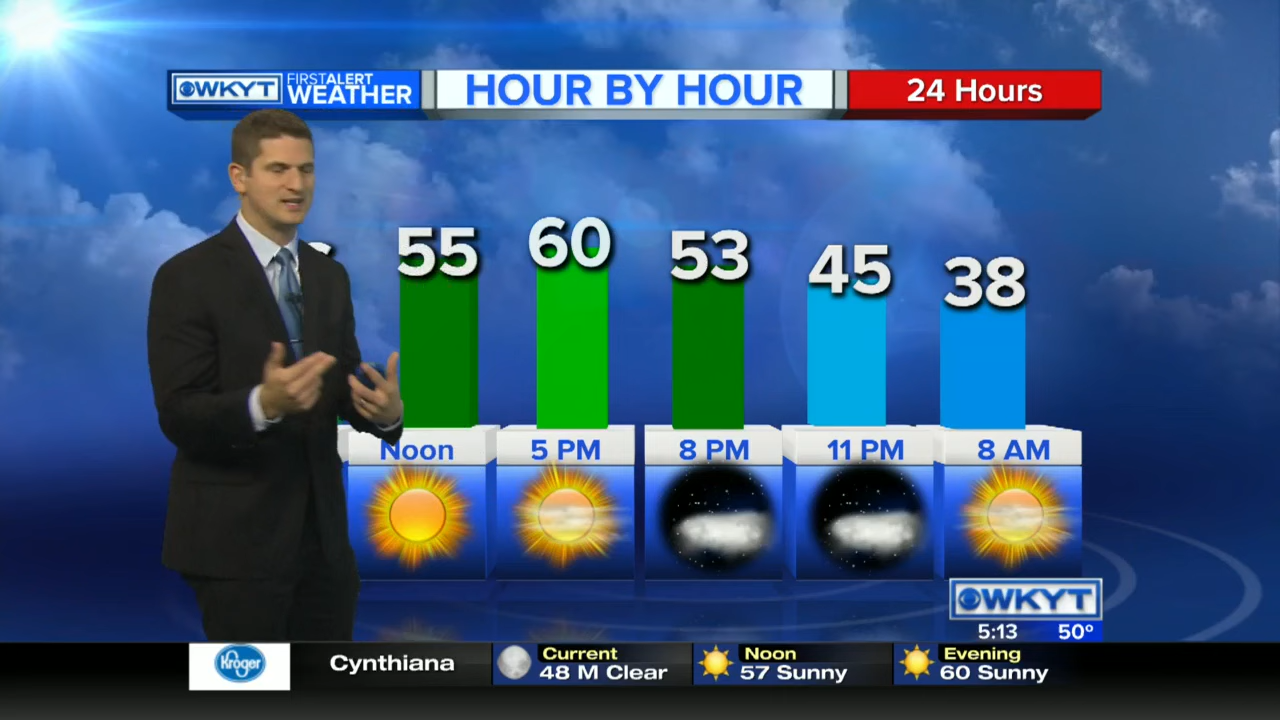 WKYT FIRST ALERT WEATHER
HOUR BY HOUR
24 Hours
55 60 53 45 38
Noon 5 PM 8 PM 11 PM 8 AM
WKYT
5:13 50°
Kroger
Cynthiana
Current
48 M Clear
Noon
57 Sunny
Evening
60 Sunny